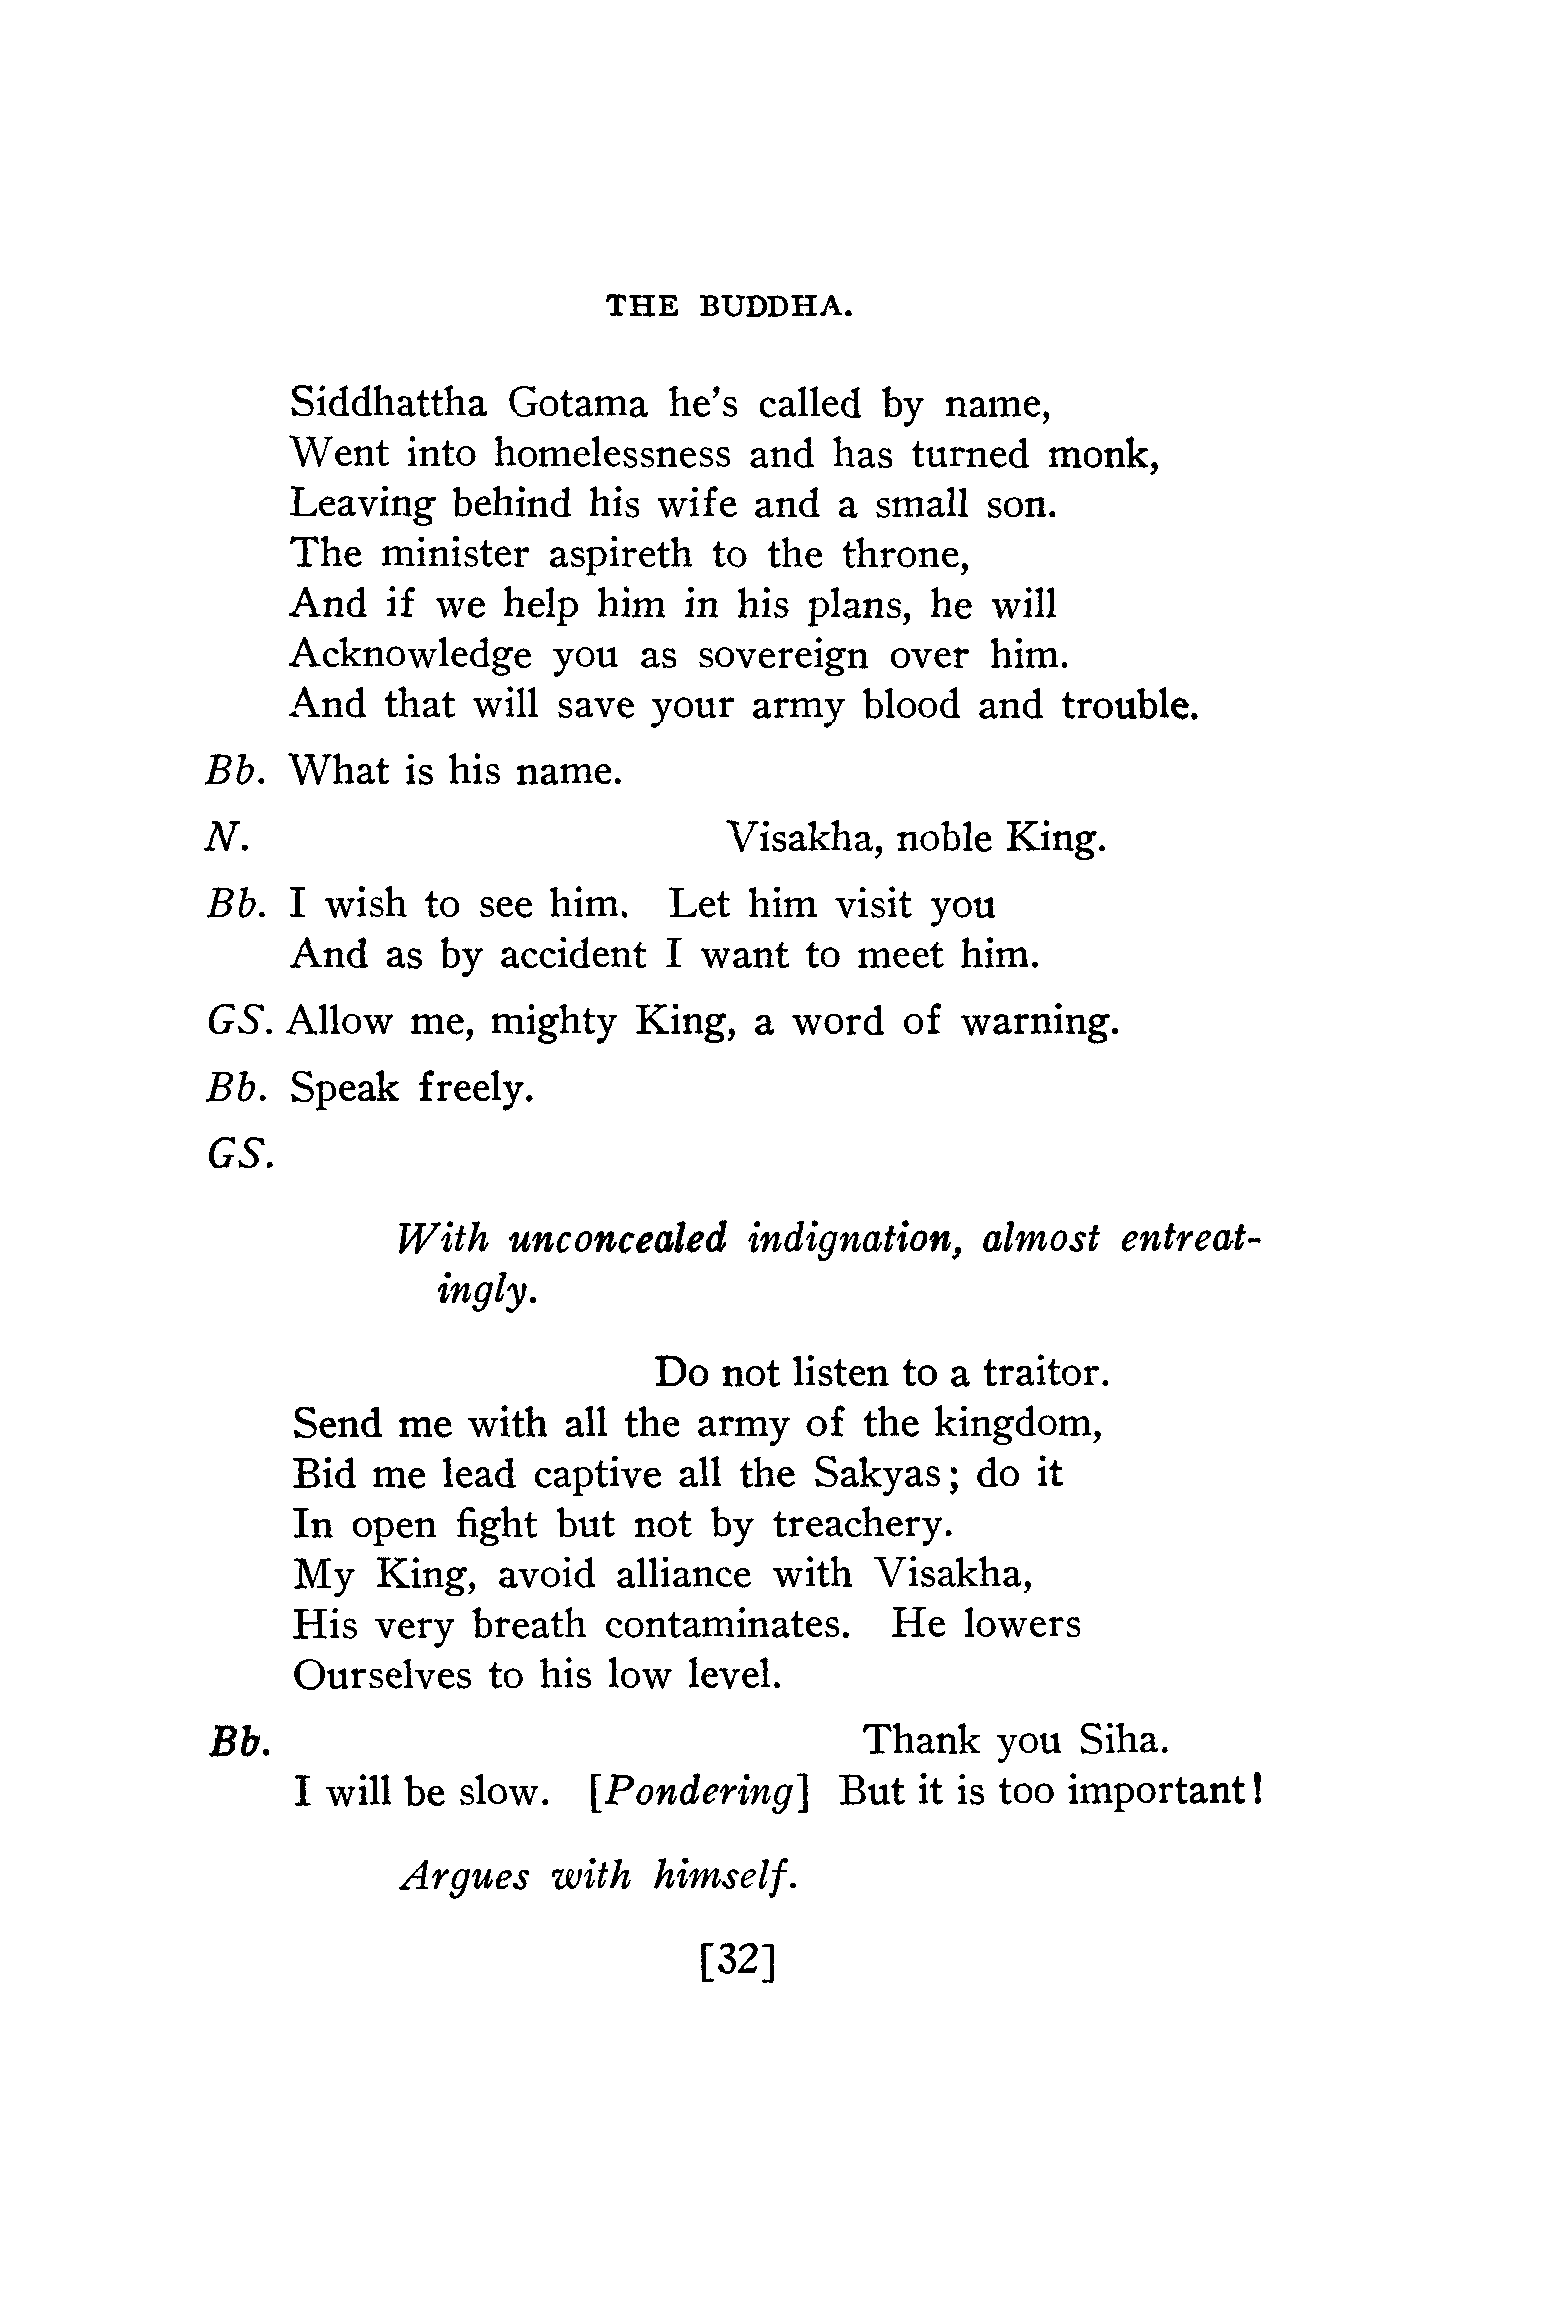 THE BUDDHA.
Siddhattha Gotama he's called by name,
Went into homelessness and has turned monk,
Leaving behind his wife and a small son.
The minister aspireth to the throne,
And if we help him in his plans, he will
Acknowledge you as sovereign over him.
And that will save your army blood and trouble.
Bb. What is his name.
N. Visakha, noble King.
Bb. I wish to see him. Let him visit you
And as by accident I want to meet him.
GS. Allow me, mighty King, a word of warning.
Bb. Speak freely.
GS.
With unconcealed indignation, almost entreat-
ingly.
Do not listen to a traitor.
Send me with all the army of the kingdom,
Bid me lead captive all the Sakyas; do it
In open fight but not by treachery.
My King, avoid alliance with Visakha,
His very breath contaminates. He lowers
Ourselves to his low level.
Bb. Thank you Siha.
I will be slow. [Pondering] But it is too important!
Argues with himself.
[32]